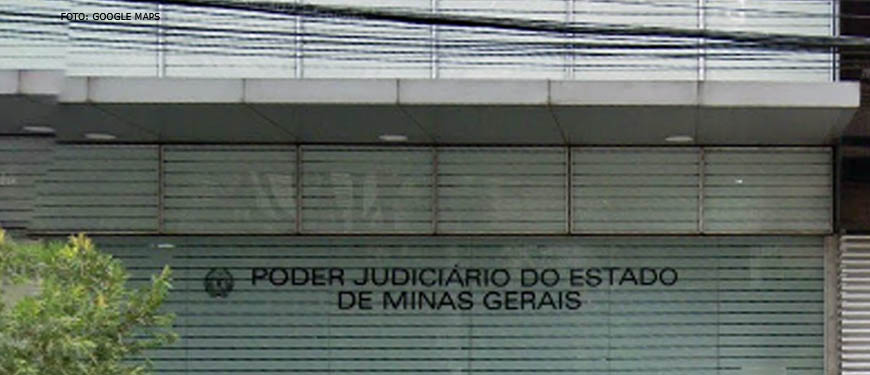 FOTO: GOOGLE MAPS
PODER JUDICIÁRIO DO ESTADO
DE MINAS GERAIS